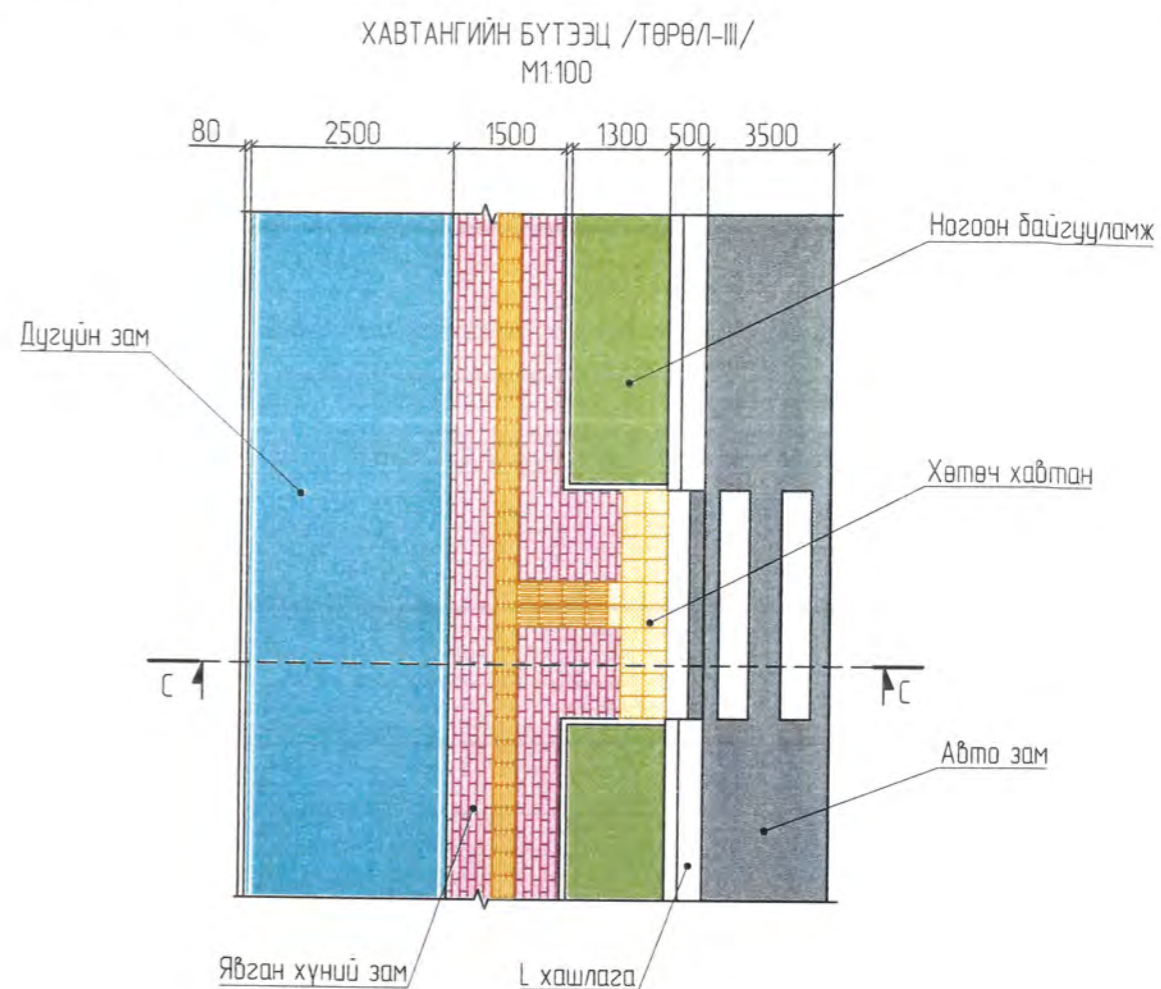 ХАВТАНГИЙН БҮТЭЭЦ /ТӨРӨЛ-III/
М1:100
80 2500 1500 1300 500 3500
Ногоон байгууламж
Дугуйн зам
Хөтөч хавтан
С С
Авто зам
Явган хүний зам
L хашлага